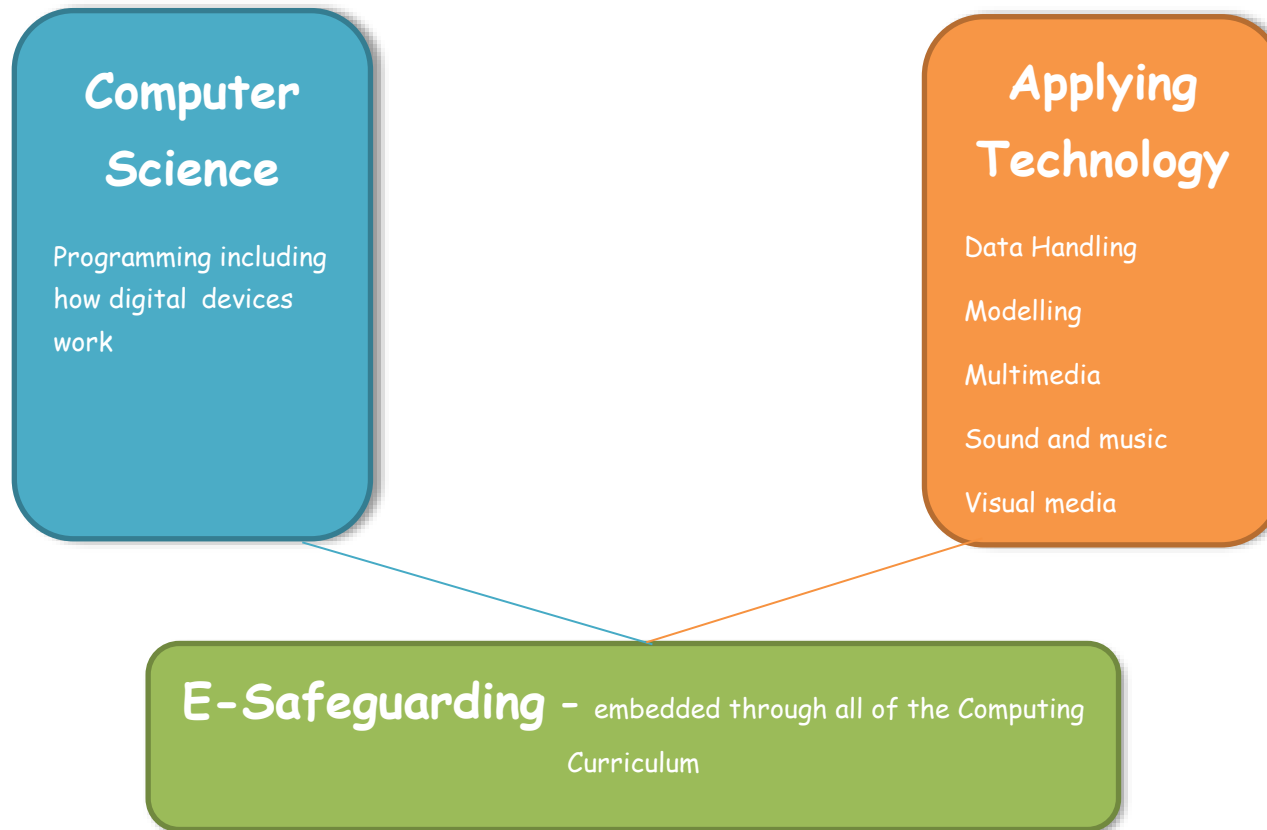 Computer
Science
Programming including
how digital devices
work
Applying
Technology
Data Handling
Modelling
Multimedia
Sound and music
Visual media
E-Safeguarding - embedded through all of the Computing
Curriculum